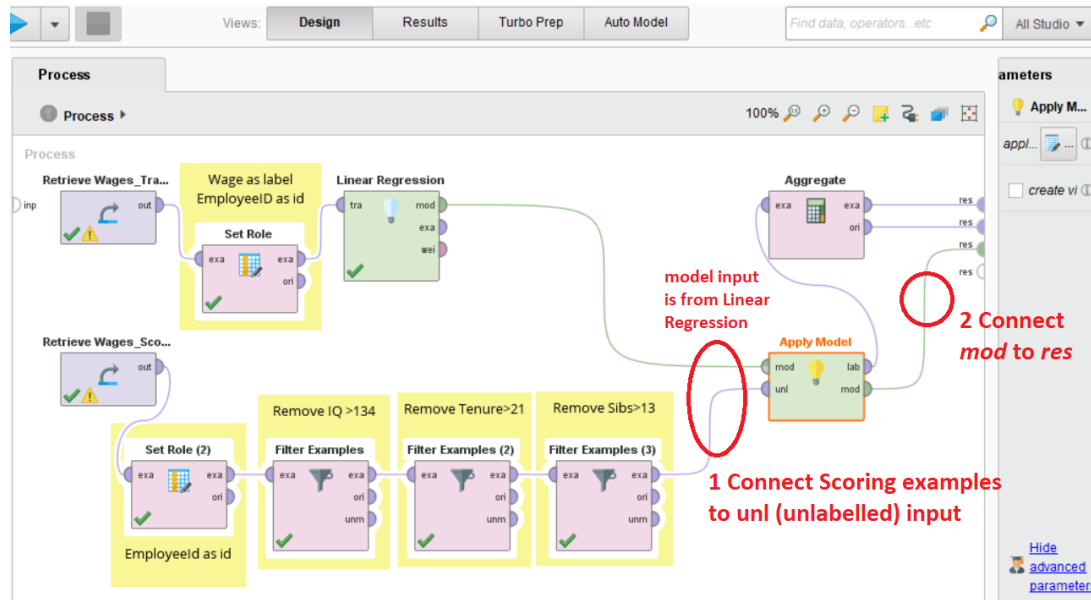 Views:
Design
Results
Turbo Prep
Auto Model
Find data, operators...etc
All Studio
Process
Process
100%
Process
ameters
Apply M...
appl...
...
create vi
inp
Retrieve Wages_Tra...
out
Wage as label
EmployeeID as id
Set Role
exa
exa
ori
Linear Regression
tra
mod
exa
wei
Aggregate
exa
exa
ori
res
res
res
res
model input
is from Linear
Regression
2 Connect
mod to res
Retrieve Wages_Sco...
out
Apply Model
mod
lab
unl
mod
Set Role (2)
exa
exa
ori
EmployeeId as id
Remove IQ >134
Filter Examples
exa
exa
ori
unm
Remove Tenure>21
Filter Examples (2)
exa
exa
ori
unm
Remove Sibs>13
Filter Examples (3)
exa
exa
ori
unm
1 Connect Scoring examples
to unl (unlabelled) input
Hide
advanced
parameter